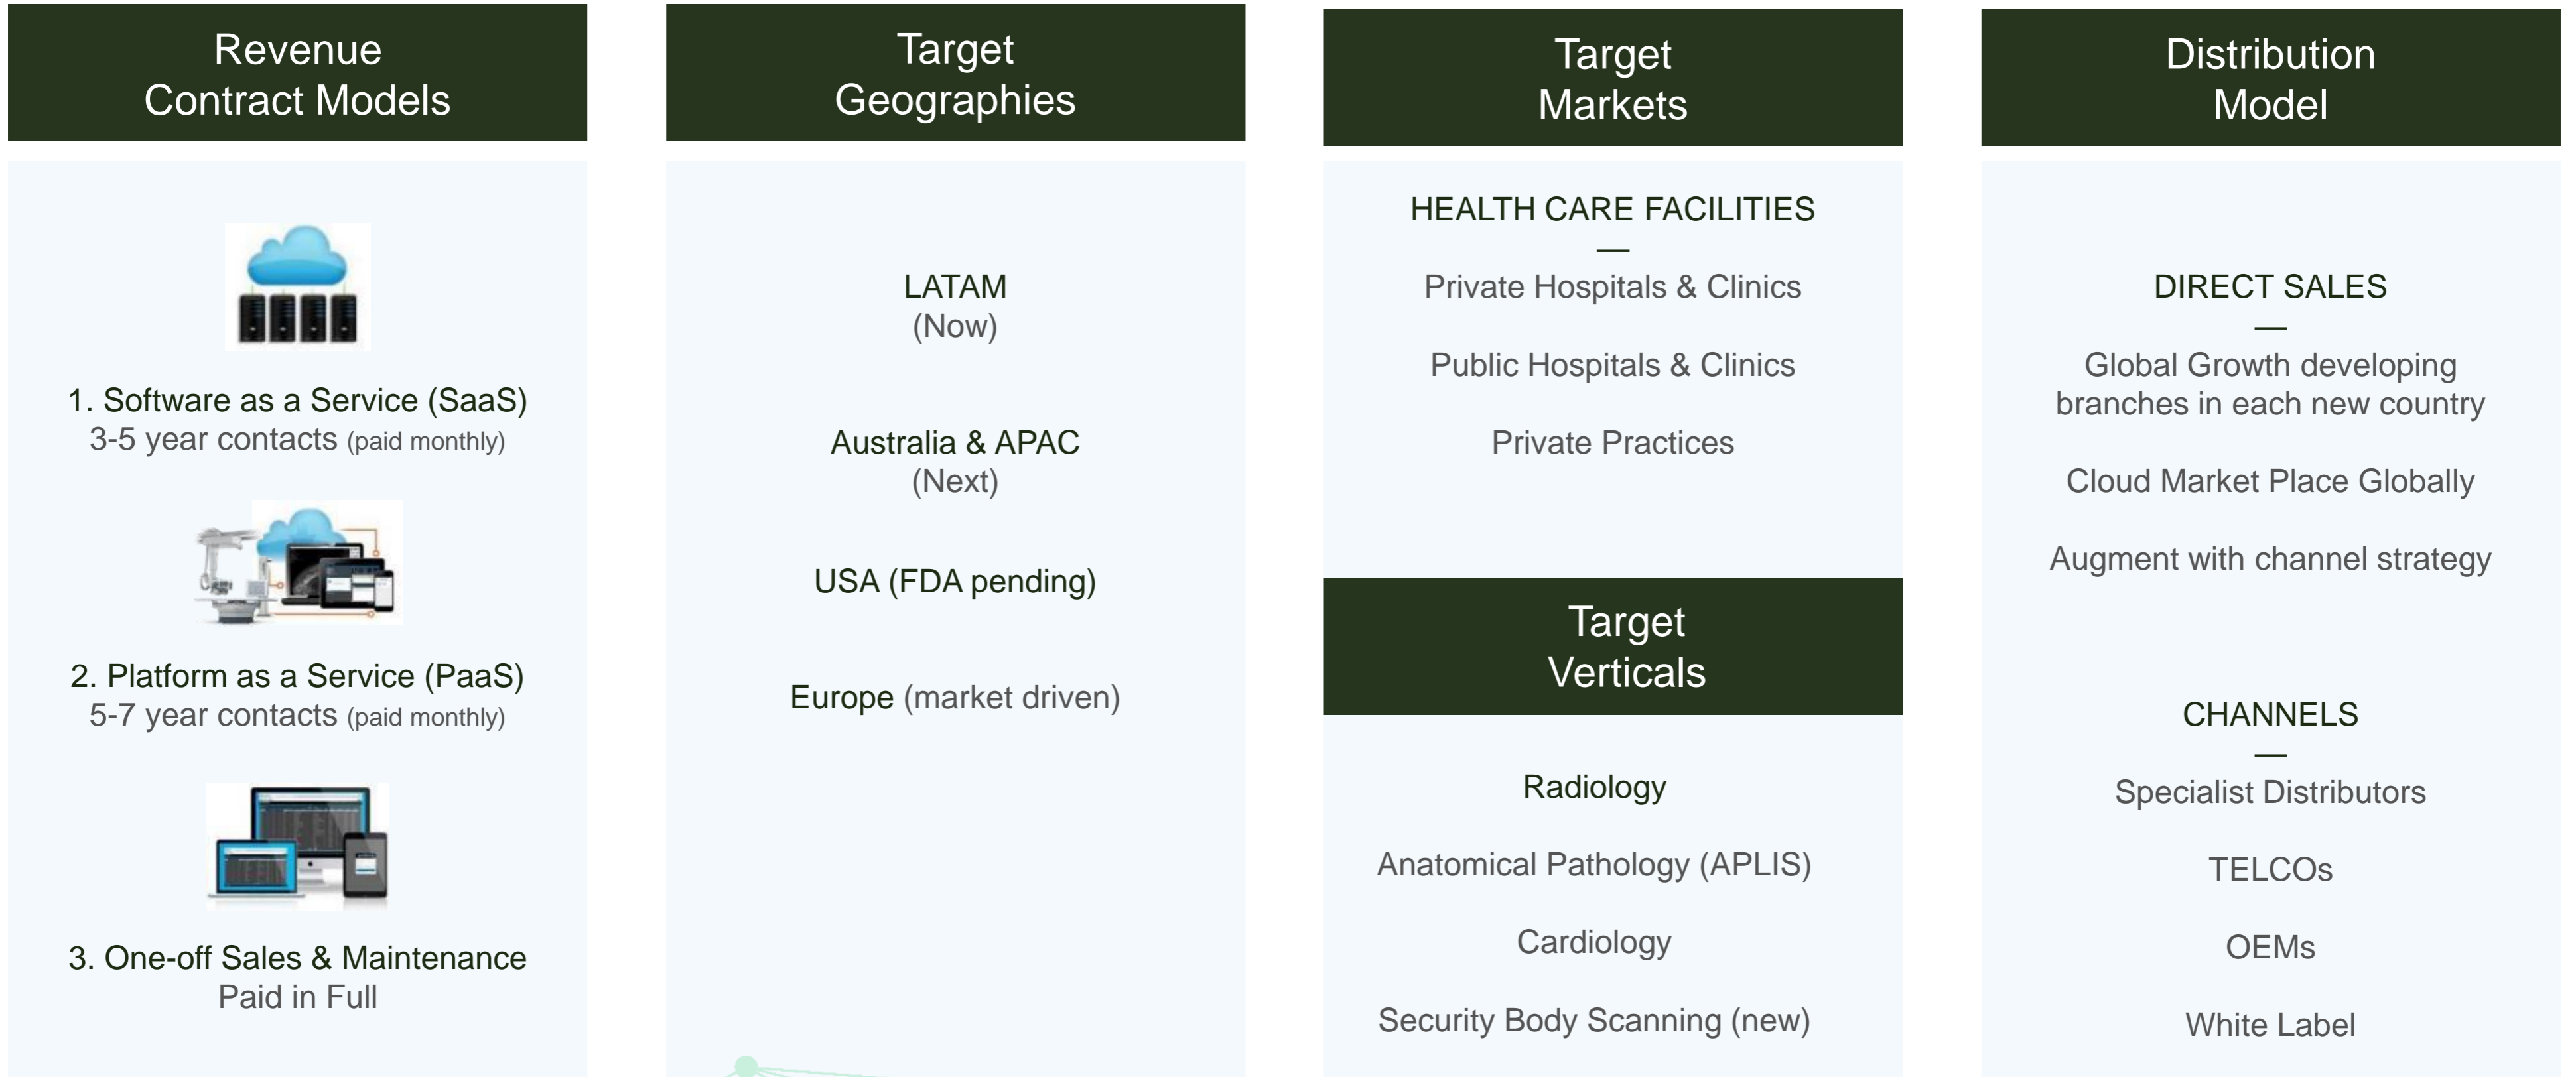 Revenue
Contract Models
1. Software as a Service (SaaS)
3-5 year contacts (paid monthly)
2. Platform as a Service (PaaS)
5-7 year contacts (paid monthly)
3. One-off Sales & Maintenance
Paid in Full
Target
Geographies
LATAM
(Now)
Australia & APAC
(Next)
USA (FDA pending)
Europe (market driven)
Target
Markets
HEALTH CARE FACILITIES
—
Private Hospitals & Clinics
Public Hospitals & Clinics
Private Practices
Target
Verticals
Radiology
Anatomical Pathology (APLIS)
Cardiology
Security Body Scanning (new)
Distribution
Model
DIRECT SALES
—
Global Growth developing
branches in each new country
Cloud Market Place Globally
Augment with channel strategy
CHANNELS
—
Specialist Distributors
TELCOs
OEMs
White Label